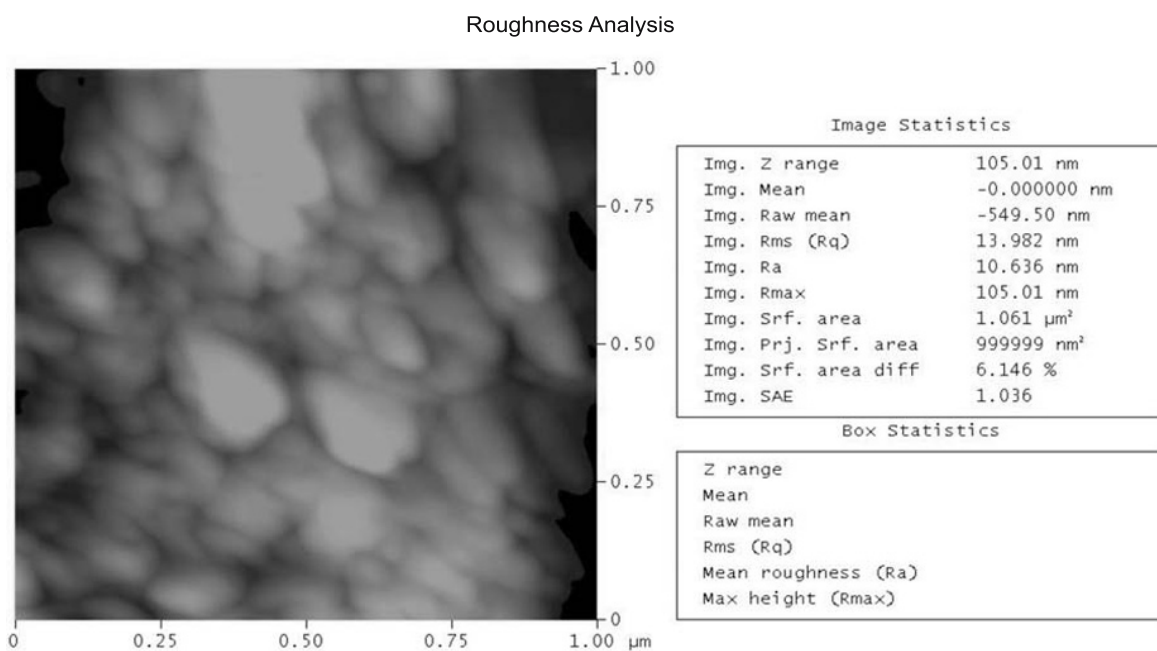 Roughness Analysis
1.00
0.75
0.50
0.25
0
0 0.25 0.50 0.75 1.00 µm
Image Statistics
Img. Z range 105.01 nm
Img. Mean -0.000000 nm
Img. Raw mean -549.50 nm
Img. Rms (Rq) 13.982 nm
Img. Ra 10.636 nm
Img. Rmax 105.01 nm
Img. Srf. area 1.061 µm²
Img. Prj. Srf. area 999999 nm²
Img. Srf. area diff 6.146 %
Img. SAE 1.036
Box Statistics
Z range
Mean
Raw mean
Rms (Rq)
Mean roughness (Ra)
Max height (Rmax)